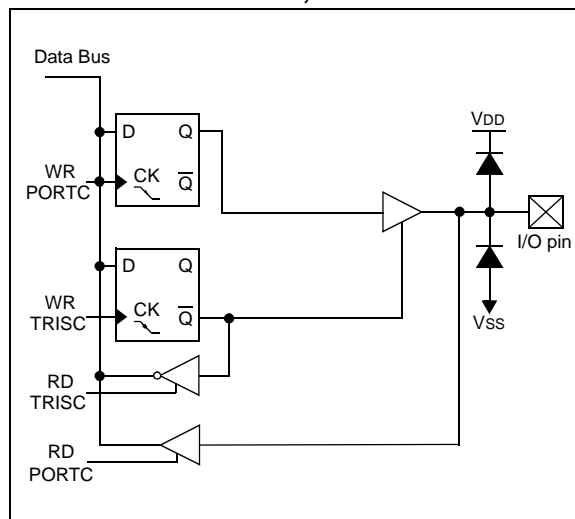 Data Bus
D Q
WR
PORTC
CK Q̅
VDD
I/O pin
D Q
WR
TRISC
CK Q̅
VSS
RD
TRISC
RD
PORTC